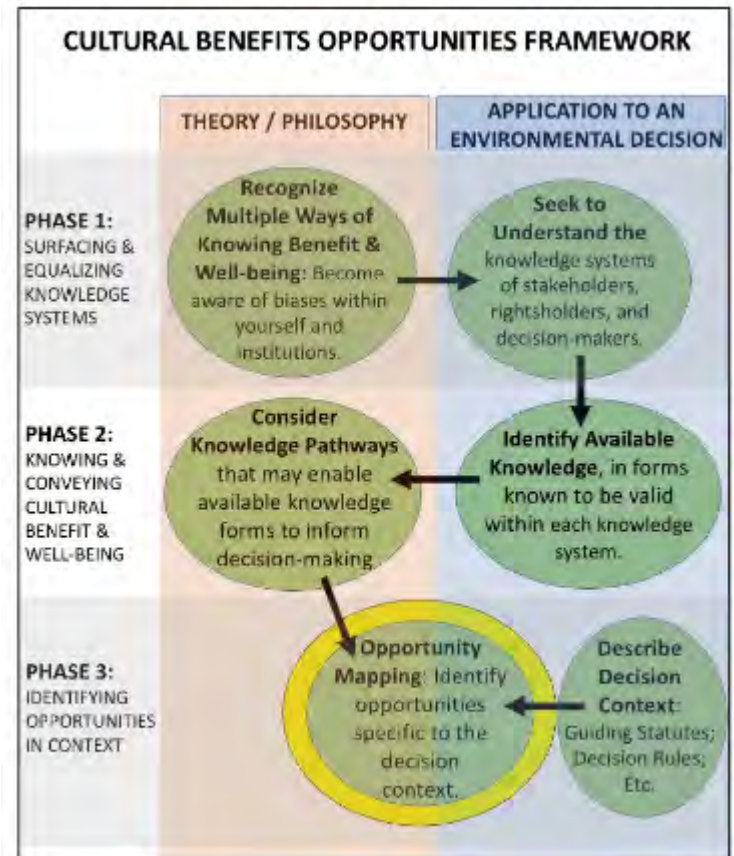 CULTURAL BENEFITS OPPORTUNITIES FRAMEWORK
THEORY / PHILOSOPHY
APPLICATION TO AN
ENVIRONMENTAL DECISION
PHASE 1:
SURFACING &
EQUALIZING
KNOWLEDGE
SYSTEMS
Recognize
Multiple Ways of
Knowing Benefit &
Well-being: Become
aware of biases within
yourself and
institutions.
Seek to
Understand the
knowledge systems
of stakeholders,
rightsholders, and
decision-makers.
PHASE 2:
KNOWING &
CONVEYING
CULTURAL
BENEFIT &
WELL-BEING
Consider
Knowledge Pathways
that may enable
available knowledge
forms to inform
decision-making.
Identify Available
Knowledge, in forms
known to be valid
within each knowledge
system.
PHASE 3:
IDENTIFYING
OPPORTUNITIES
IN CONTEXT
Opportunity
Mapping: Identify
opportunities
specific to the
decision
context.
Describe
Decision
Context:
Guiding Statutes;
Decision Rules;
Etc.